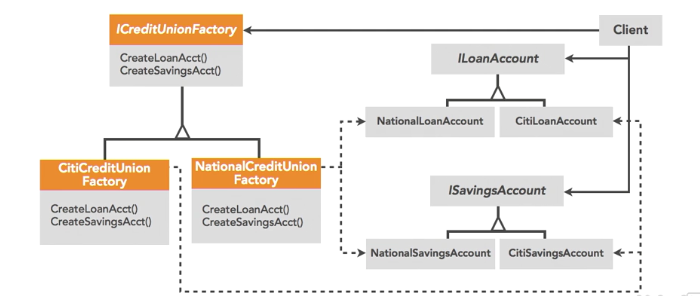 ICreditUnionFactory
CreateLoanAcct()
CreateSavingsAcct()
Client
ILoanAccount
NationalLoanAccount
CitiLoanAccount
CitiCreditUnion
Factory
CreateLoanAcct()
CreateSavingsAcct()
NationalCreditUnion
Factory
CreateLoanAcct()
CreateSavingsAcct()
ISavingsAccount
NationalSavingsAccount
CitiSavingsAccount